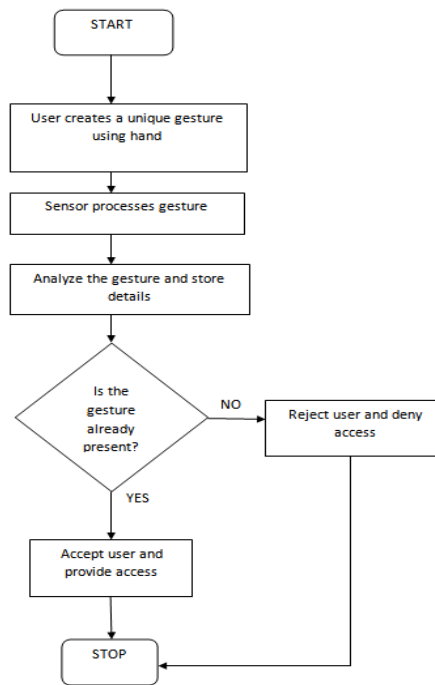 START
User creates a unique gesture
using hand
Sensor processes gesture
Analyze the gesture and store
details
Is the
gesture
already
present?
NO
Reject user and deny
access
YES
Accept user and
provide access
STOP